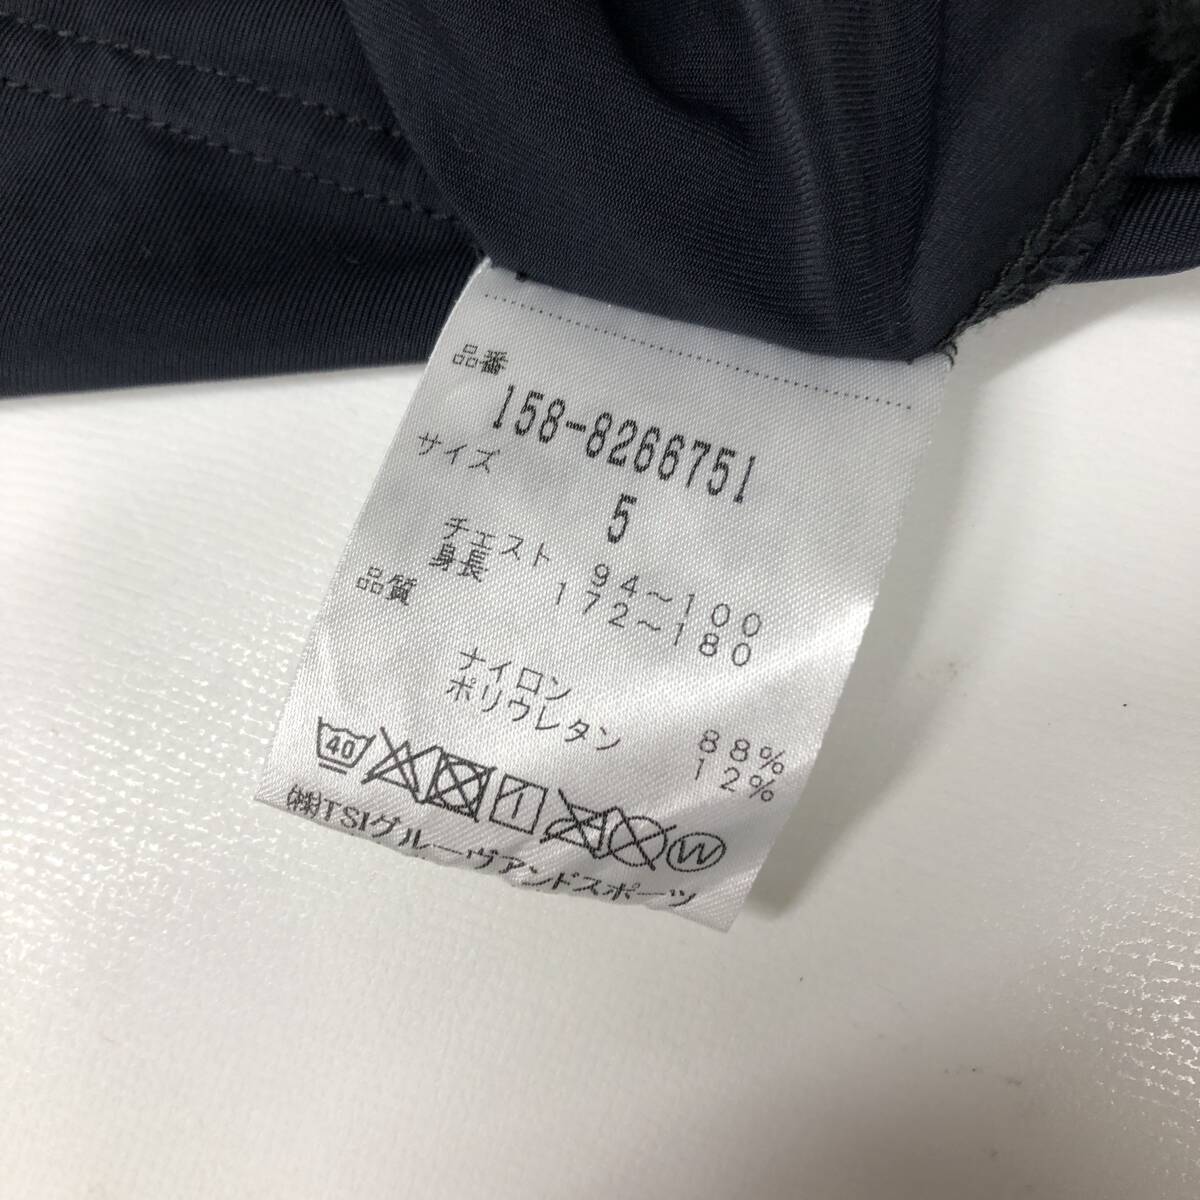 品番
158-8266751
サイズ
5
チェスト 94～100
身長 172～180
品質
ナイロン 88%
ポリウレタン 12%
40
W
㈱TSIグルーヴアンドスポーツ